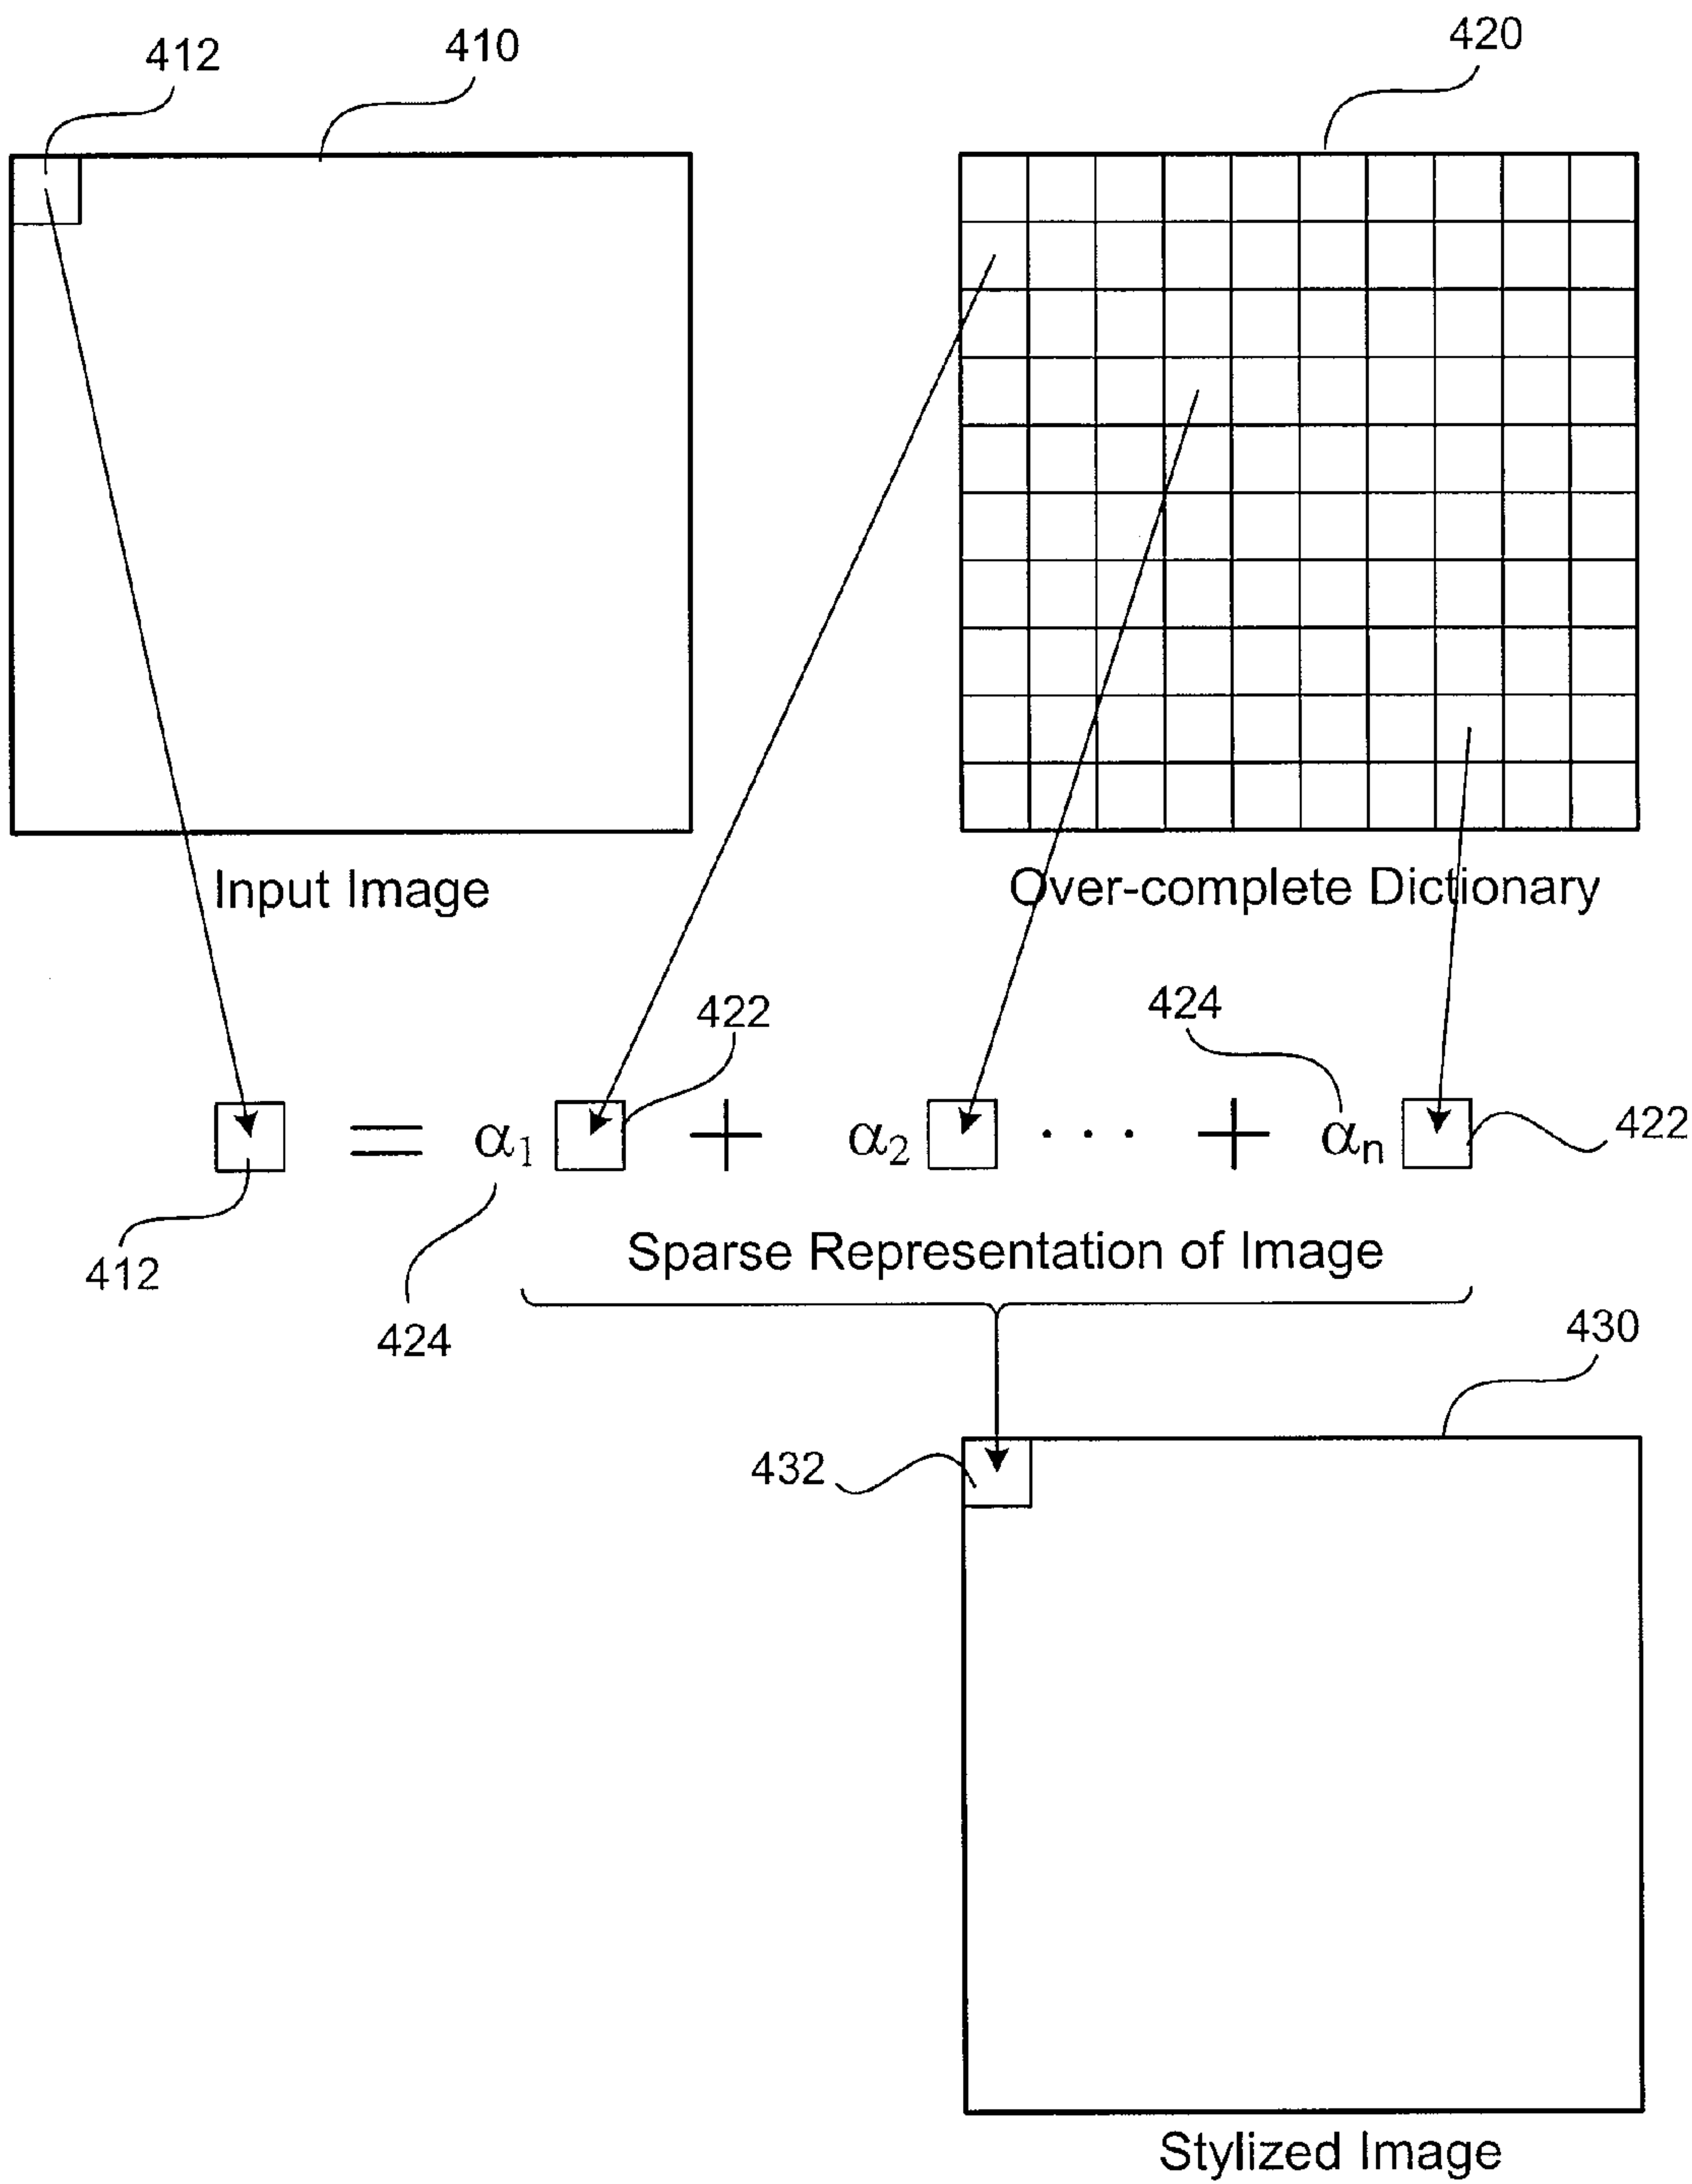 412
410
420
Input Image
Over-complete Dictionary
422
424
= α1 + α2 · · · + αn
422
412
424
Sparse Representation of Image
430
432
Stylized Image